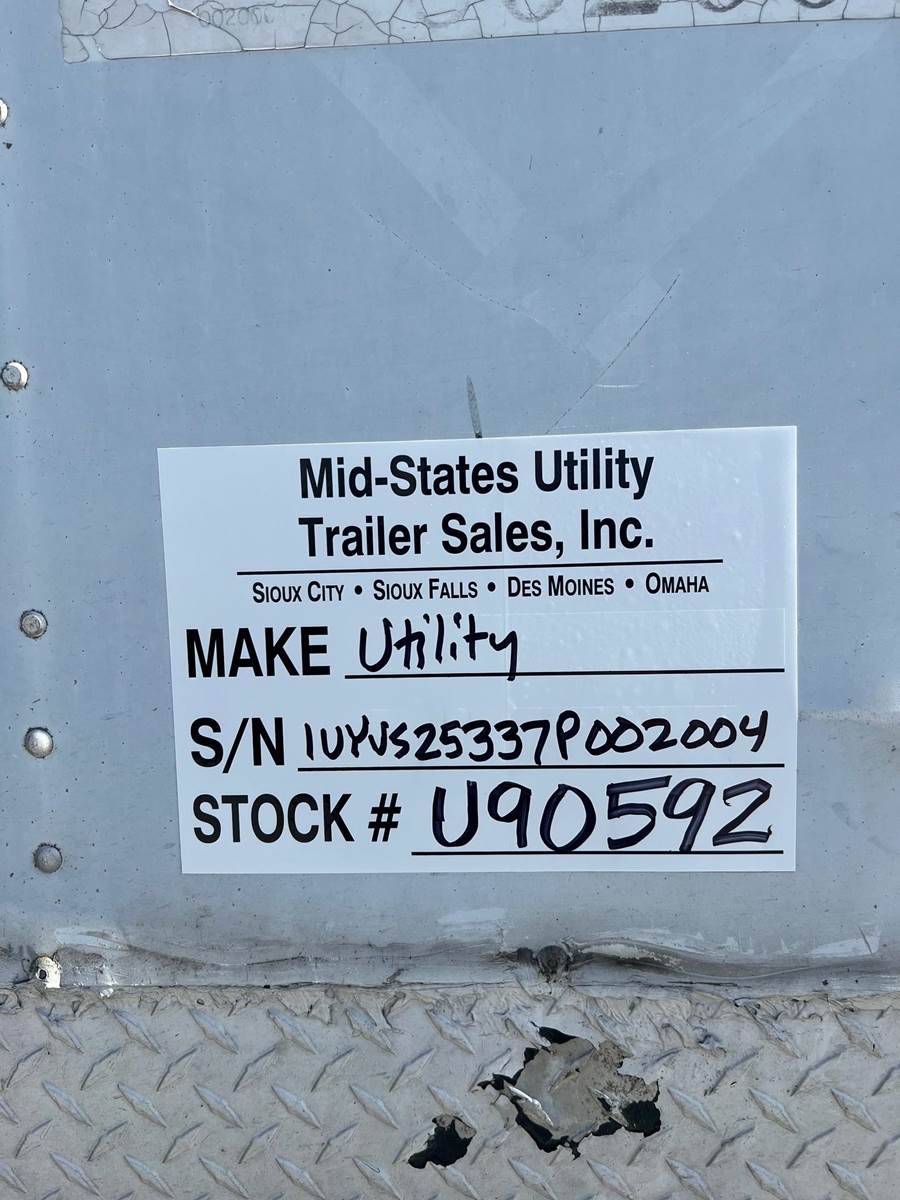 Mid-States Utility
Trailer Sales, Inc.
SIOUX CITY • SIOUX FALLS • DES MOINES • OMAHA
MAKE Utility
S/N 1UYVS25337P002004
STOCK # U90592